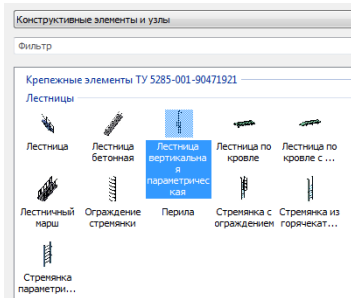 Конструктивные элементы и узлы
Фильтр
Крепежные элементы ТУ 5285-001-90471921
Лестницы
Лестница
Лестница
бетонная
Лестница
вертикальна
я
параметричес
кая
Лестница по
кровле
Лестница по
кровле с ...
Лестничный
марш
Ограждение
стремянки
Перила
Стремянка с
ограждением
Стремянка из
горячекат...
Стремянка
параметри...